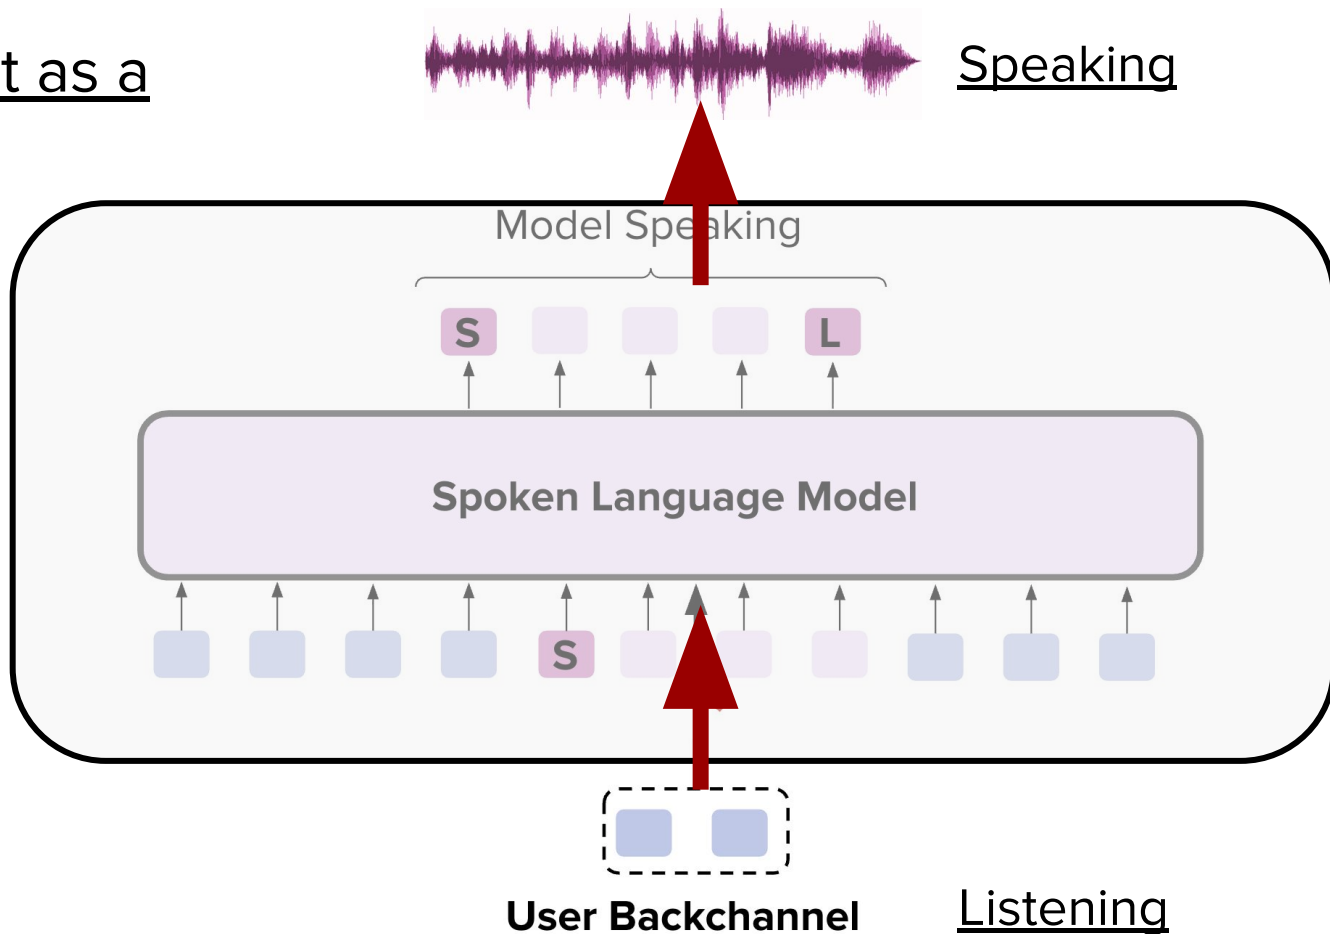 t as a
Speaking
Model Speaking
S
L
Spoken Language Model
S
User Backchannel
Listening